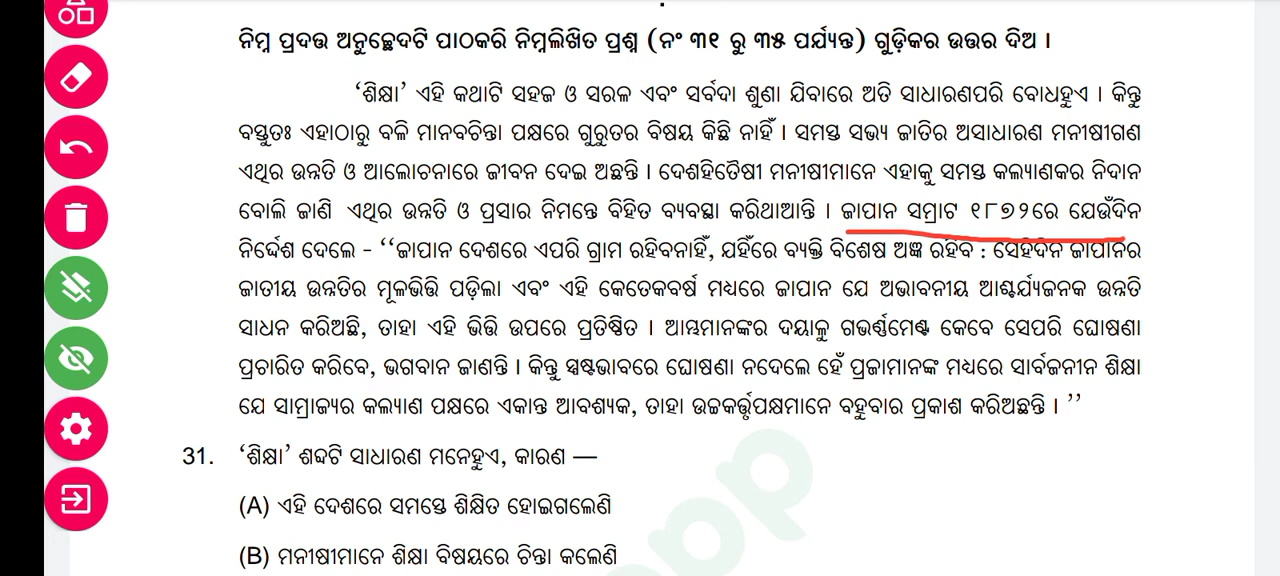 ନିମ୍ନ ପ୍ରଦତ୍ତ ଅନୁଚ୍ଛେଦଟି ପାଠକରି ନିମ୍ନଲିଖିତ ପ୍ରଶ୍ନ (ନଂ ୩୧ ରୁ ୩୫ ପର୍ଯ୍ୟନ୍ତ) ଗୁଡ଼ିକର ଉତ୍ତର ଦିଅ ।
‘ଶିକ୍ଷା’ ଏହି କଥାଟି ସହଜ ଓ ସରଳ ଏବଂ ସର୍ବଦା ଶୁଣା ଯିବାରେ ଅତି ସାଧାରଣପରି ବୋଧହୁଏ । କିନ୍ତୁ
ବସ୍ତୁତଃ ଏହାଠାରୁ ବଳି ମାନବଚିନ୍ତା ପକ୍ଷରେ ଗୁରୁତର ବିଷୟ କିଛି ନାହିଁ । ସମସ୍ତ ସଭ୍ୟ ଜାତିର ଅସାଧାରଣ ମନୀଷୀଗଣ
ଏଥିର ଉନ୍ନତି ଓ ଆଲୋଚନାରେ ଜୀବନ ଦେଇ ଅଛନ୍ତି । ଦେଶହିତୈଷୀ ମନୀଷୀମାନେ ଏହାକୁ ସମସ୍ତ କଲ୍ୟାଣକର ନିଦାନ
ବୋଲି ଜାଣି ଏଥିର ଉନ୍ନତି ଓ ପ୍ରସାର ନିମନ୍ତେ ବିହିତ ବ୍ୟବସ୍ଥା କରିଥାଆନ୍ତି । ଜାପାନ ସମ୍ରାଟ ୧୮୭୨ରେ ଯେଉଁଦିନ
ନିର୍ଦ୍ଦେଶ ଦେଲେ - ‘‘ଜାପାନ ଦେଶରେ ଏପରି ଗ୍ରାମ ରହିବନାହିଁ, ଯହିଁରେ ବ୍ୟକ୍ତି ବିଶେଷ ଅଜ୍ଞ ରହିବ : ସେହିଦିନ ଜାପାନର
ଜାତୀୟ ଉନ୍ନତିର ମୂଳଭିତ୍ତି ପଡ଼ିଲା ଏବଂ ଏହି କେତେକବର୍ଷ ମଧ୍ୟରେ ଜାପାନ ଯେ ଅଭାବନୀୟ ଆଶ୍ଚର୍ଯ୍ୟଜନକ ଉନ୍ନତି
ସାଧନ କରିଅଛି, ତାହା ଏହି ଭିତ୍ତି ଉପରେ ପ୍ରତିଷ୍ଠିତ । ଆମ୍ଭମାନଙ୍କର ଦୟାଳୁ ଗଭର୍ଣ୍ଣମେଣ୍ଟ କେବେ ସେପରି ଘୋଷଣା
ପ୍ରଚାରିତ କରିବେ, ଭଗବାନ ଜାଣନ୍ତି । କିନ୍ତୁ ସ୍ପଷ୍ଟଭାବରେ ଘୋଷଣା ନଦେଲେ ହେଁ ପ୍ରଜାମାନଙ୍କ ମଧ୍ୟରେ ସାର୍ବଜନୀନ ଶିକ୍ଷା
ଯେ ସାମ୍ରାଜ୍ୟର କଲ୍ୟାଣ ପକ୍ଷରେ ଏକାନ୍ତ ଆବଶ୍ୟକ, ତାହା ଉଚ୍ଚକର୍ତ୍ତୃପକ୍ଷମାନେ ବହୁବାର ପ୍ରକାଶ କରିଅଛନ୍ତି । ’’
31. ‘ଶିକ୍ଷା’ ଶବ୍ଦଟି ସାଧାରଣ ମନେହୁଏ, କାରଣ —
(A) ଏହି ଦେଶରେ ସମସ୍ତେ ଶିକ୍ଷିତ ହୋଇଗଲେଣି
(B) ମନୀଷୀମାନେ ଶିକ୍ଷା ବିଷୟରେ ଚିନ୍ତା କଲେଣି